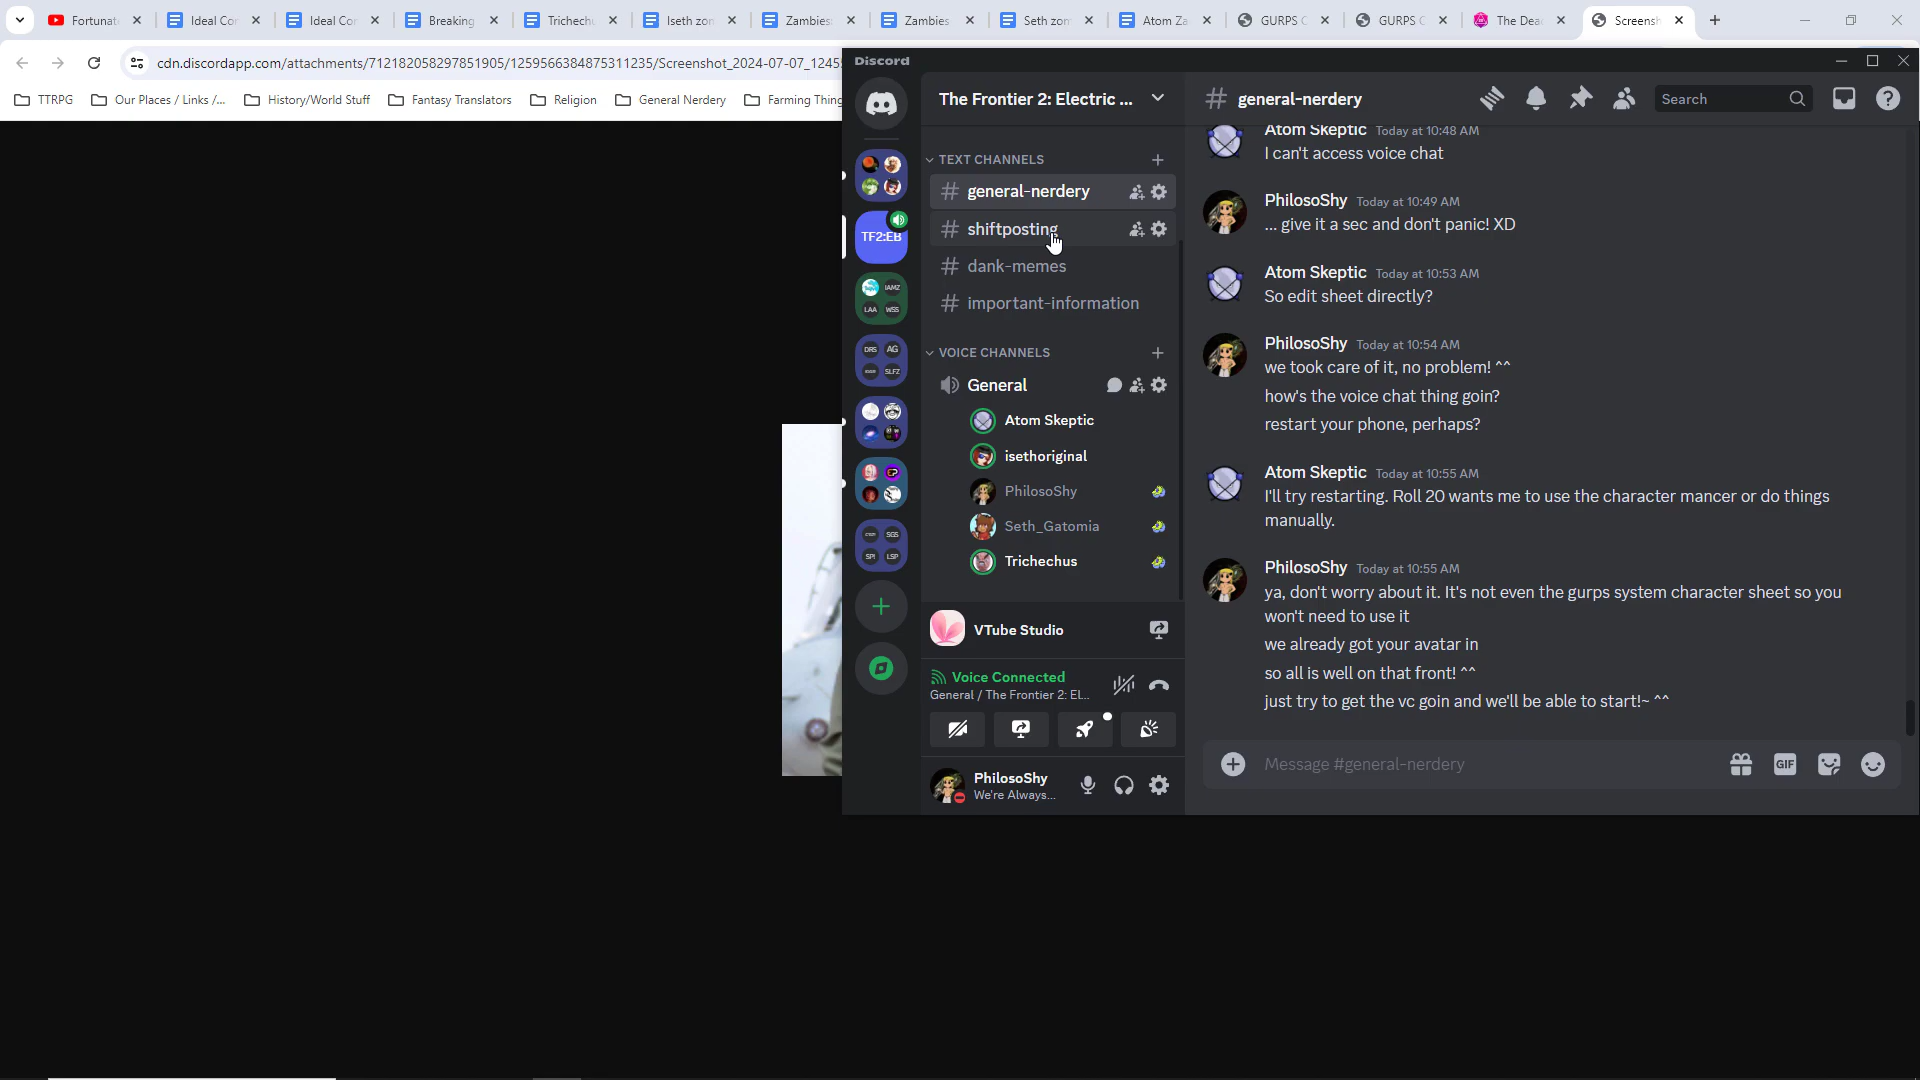 Fortunat
Ideal Co
Ideal Co
Breaking
Trichech
Iseth zon
Zambies
Zambies
Seth zom
Atom Za
GURPS C
GURPS C
The Dea
Screensh
cdn.discordapp.com/attachments/712182058297851905/1259566384875311235/Screenshot_2024-07-07_1245
TTRPG
Our Places / Links /...
History/World Stuff
Fantasy Translators
Religion
General Nerdery
Farming Thing
Discord
The Frontier 2: Electric ...
general-nerdery
Search
TEXT CHANNELS
general-nerdery
shiftposting
dank-memes
important-information
VOICE CHANNELS
General
Atom Skeptic
isethoriginal
PhilosoShy
Seth_Gatomia
Trichechus
TF2:EB
IAMZ
LAA
WSS
DRS
AG
SLFZ
SGS
SPI
LSP
VTube Studio
Voice Connected
General / The Frontier 2: El...
PhilosoShy
We're Always...
Atom Skeptic Today at 10:48 AM
I can't access voice chat
PhilosoShy Today at 10:49 AM
... give it a sec and don't panic! XD
Atom Skeptic Today at 10:53 AM
So edit sheet directly?
PhilosoShy Today at 10:54 AM
we took care of it, no problem! ^^
how's the voice chat thing goin?
restart your phone, perhaps?
Atom Skeptic Today at 10:55 AM
I'll try restarting. Roll 20 wants me to use the character mancer or do things
manually.
PhilosoShy Today at 10:55 AM
ya, don't worry about it. It's not even the gurps system character sheet so you
won't need to use it
we already got your avatar in
so all is well on that front! ^^
just try to get the vc goin and we'll be able to start!~ ^^
Message #general-nerdery
GIF